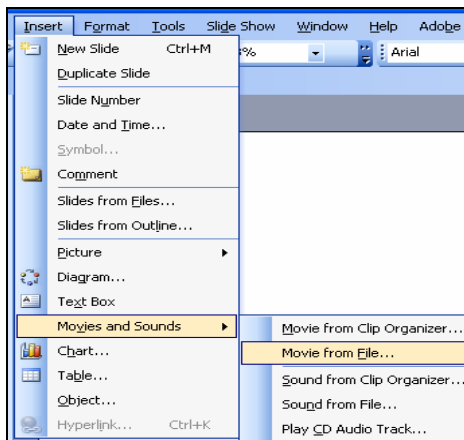 Insert Format Tools Slide Show Window Help Adobe
New Slide Ctrl+M
%
Arial
Duplicate Slide
Slide Number
Date and Time...
Symbol...
Comment
Slides from Files...
Slides from Outline...
Picture
Diagram...
Text Box
Movies and Sounds
Movie from Clip Organizer...
Chart...
Movie from File...
Table...
Sound from Clip Organizer...
Object...
Sound from File...
Hyperlink... Ctrl+K
Play CD Audio Track...